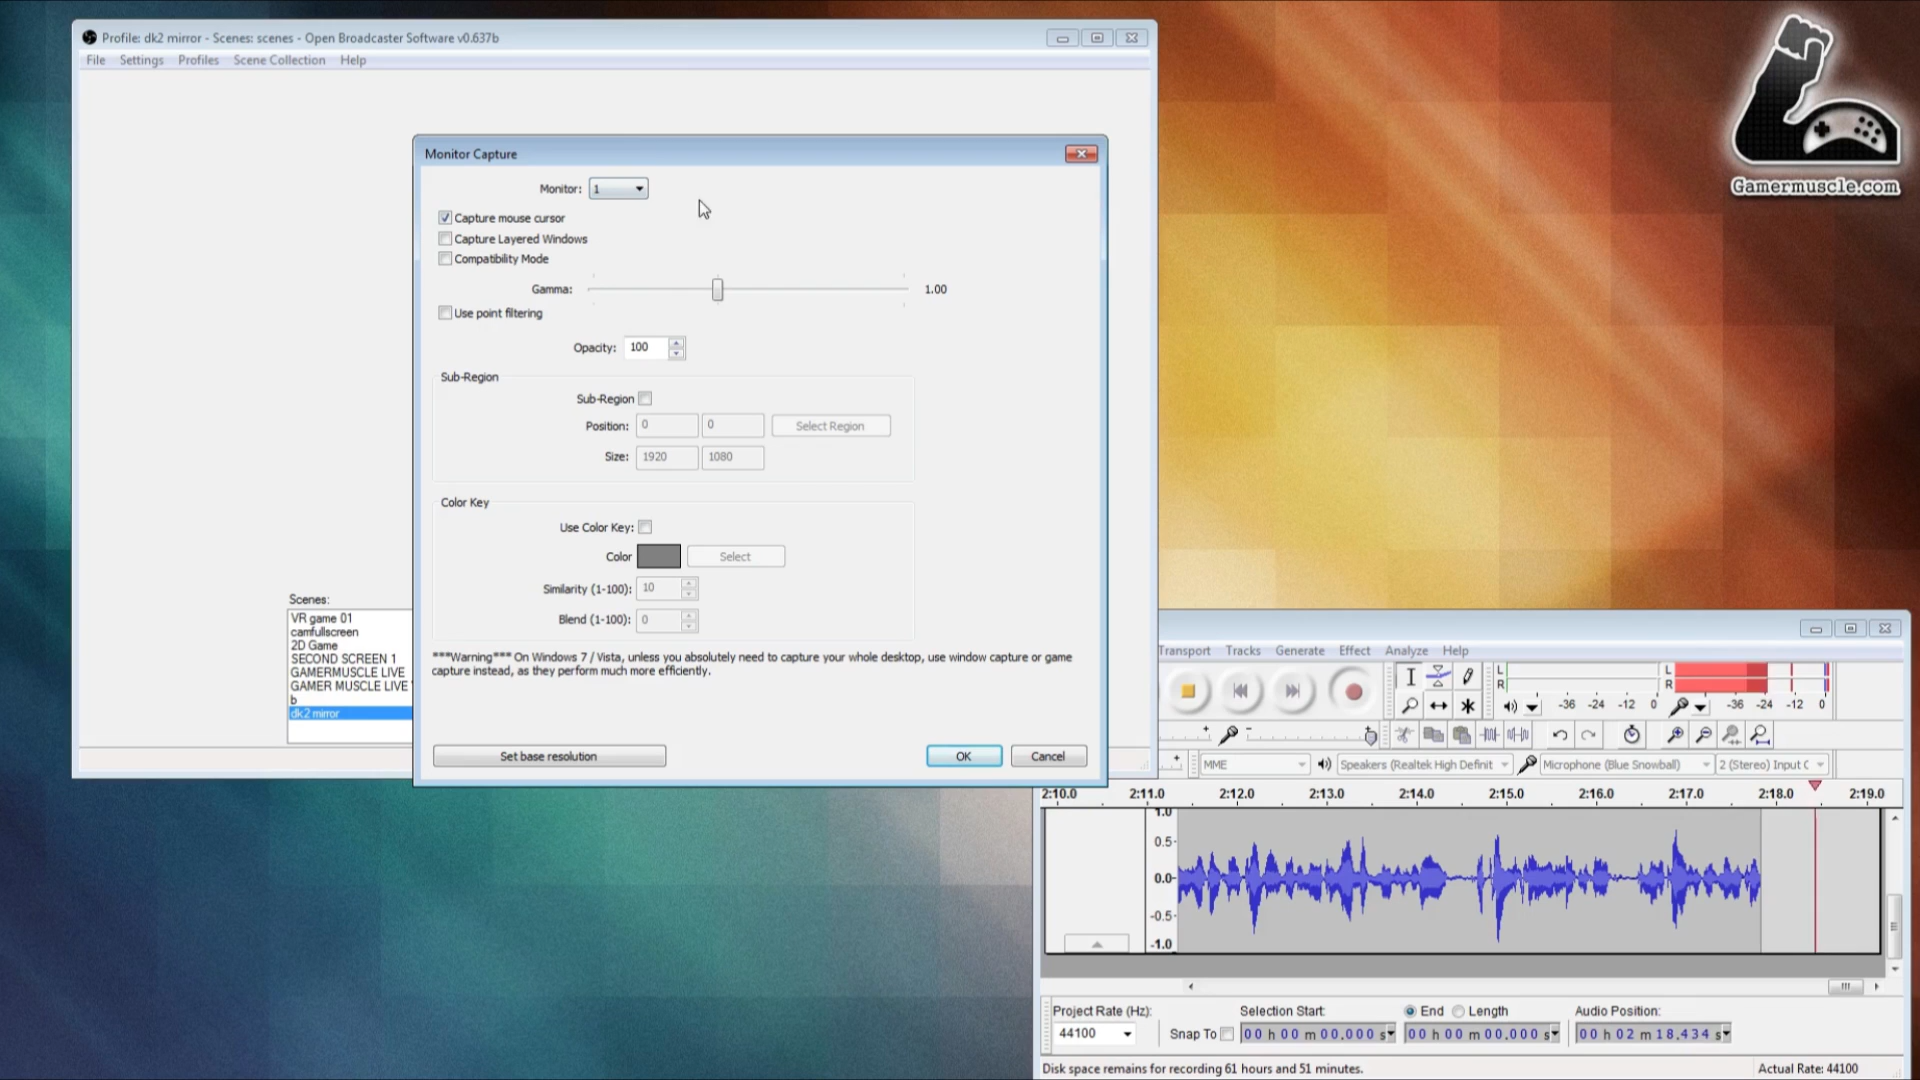 Profile: dk2 mirror - Scenes: scenes - Open Broadcaster Software v0.637b
File Settings Profiles Scene Collection Help
Gamermuscle.com
Monitor Capture
Monitor: 1
Capture mouse cursor
Capture Layered Windows
Compatibility Mode
Gamma: 1.00
Use point filtering
Opacity: 100
Sub-Region
Sub-Region
Position: 0 0 Select Region
Size: 1920 1080
Color Key
Use Color Key:
Color Select
Similarity (1-100): 10
Blend (1-100): 0
***Warning*** On Windows 7 / Vista, unless you absolutely need to capture your whole desktop, use window capture or game
capture instead, as they perform much more efficiently.
Set base resolution OK Cancel
Scenes:
VR game 01
camfullscreen
2D Game
SECOND SCREEN 1
GAMERMUSCLE LIVE
GAMER MUSCLE LIVE
b
dk2 mirror
Transport Tracks Generate Effect Analyze Help
L L
R R
-36 -24 -12 0 -36 -24 -12 0
MME Speakers (Realtek High Definit Microphone (Blue Snowball) 2 (Stereo) Input C
2:10.0 2:11.0 2:12.0 2:13.0 2:14.0 2:15.0 2:16.0 2:17.0 2:18.0 2:19.0
1.0
0.5
0.0
-0.5
-1.0
Project Rate (Hz): Selection Start: End Length Audio Position:
44100 Snap To 00 h 00 m 00.000 s 00 h 00 m 00.000 s 00 h 02 m 18.434 s
Disk space remains for recording 61 hours and 51 minutes. Actual Rate: 44100